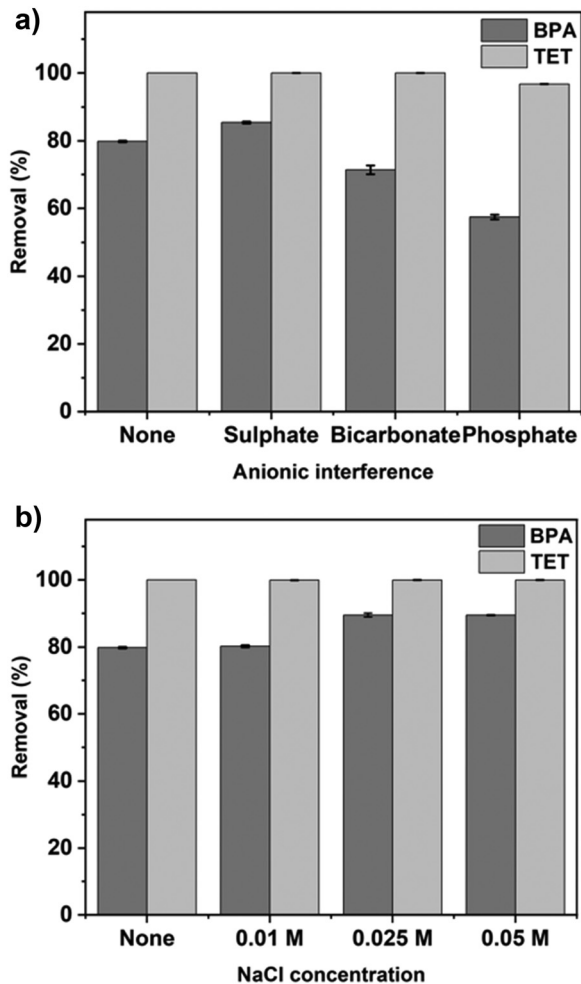 a)
BPA
TET
100
80
60
40
20
0
Removal (%)
None Sulphate Bicarbonate Phosphate
Anionic interference
b)
BPA
TET
100
80
60
40
20
0
Removal (%)
None 0.01 M 0.025 M 0.05 M
NaCl concentration